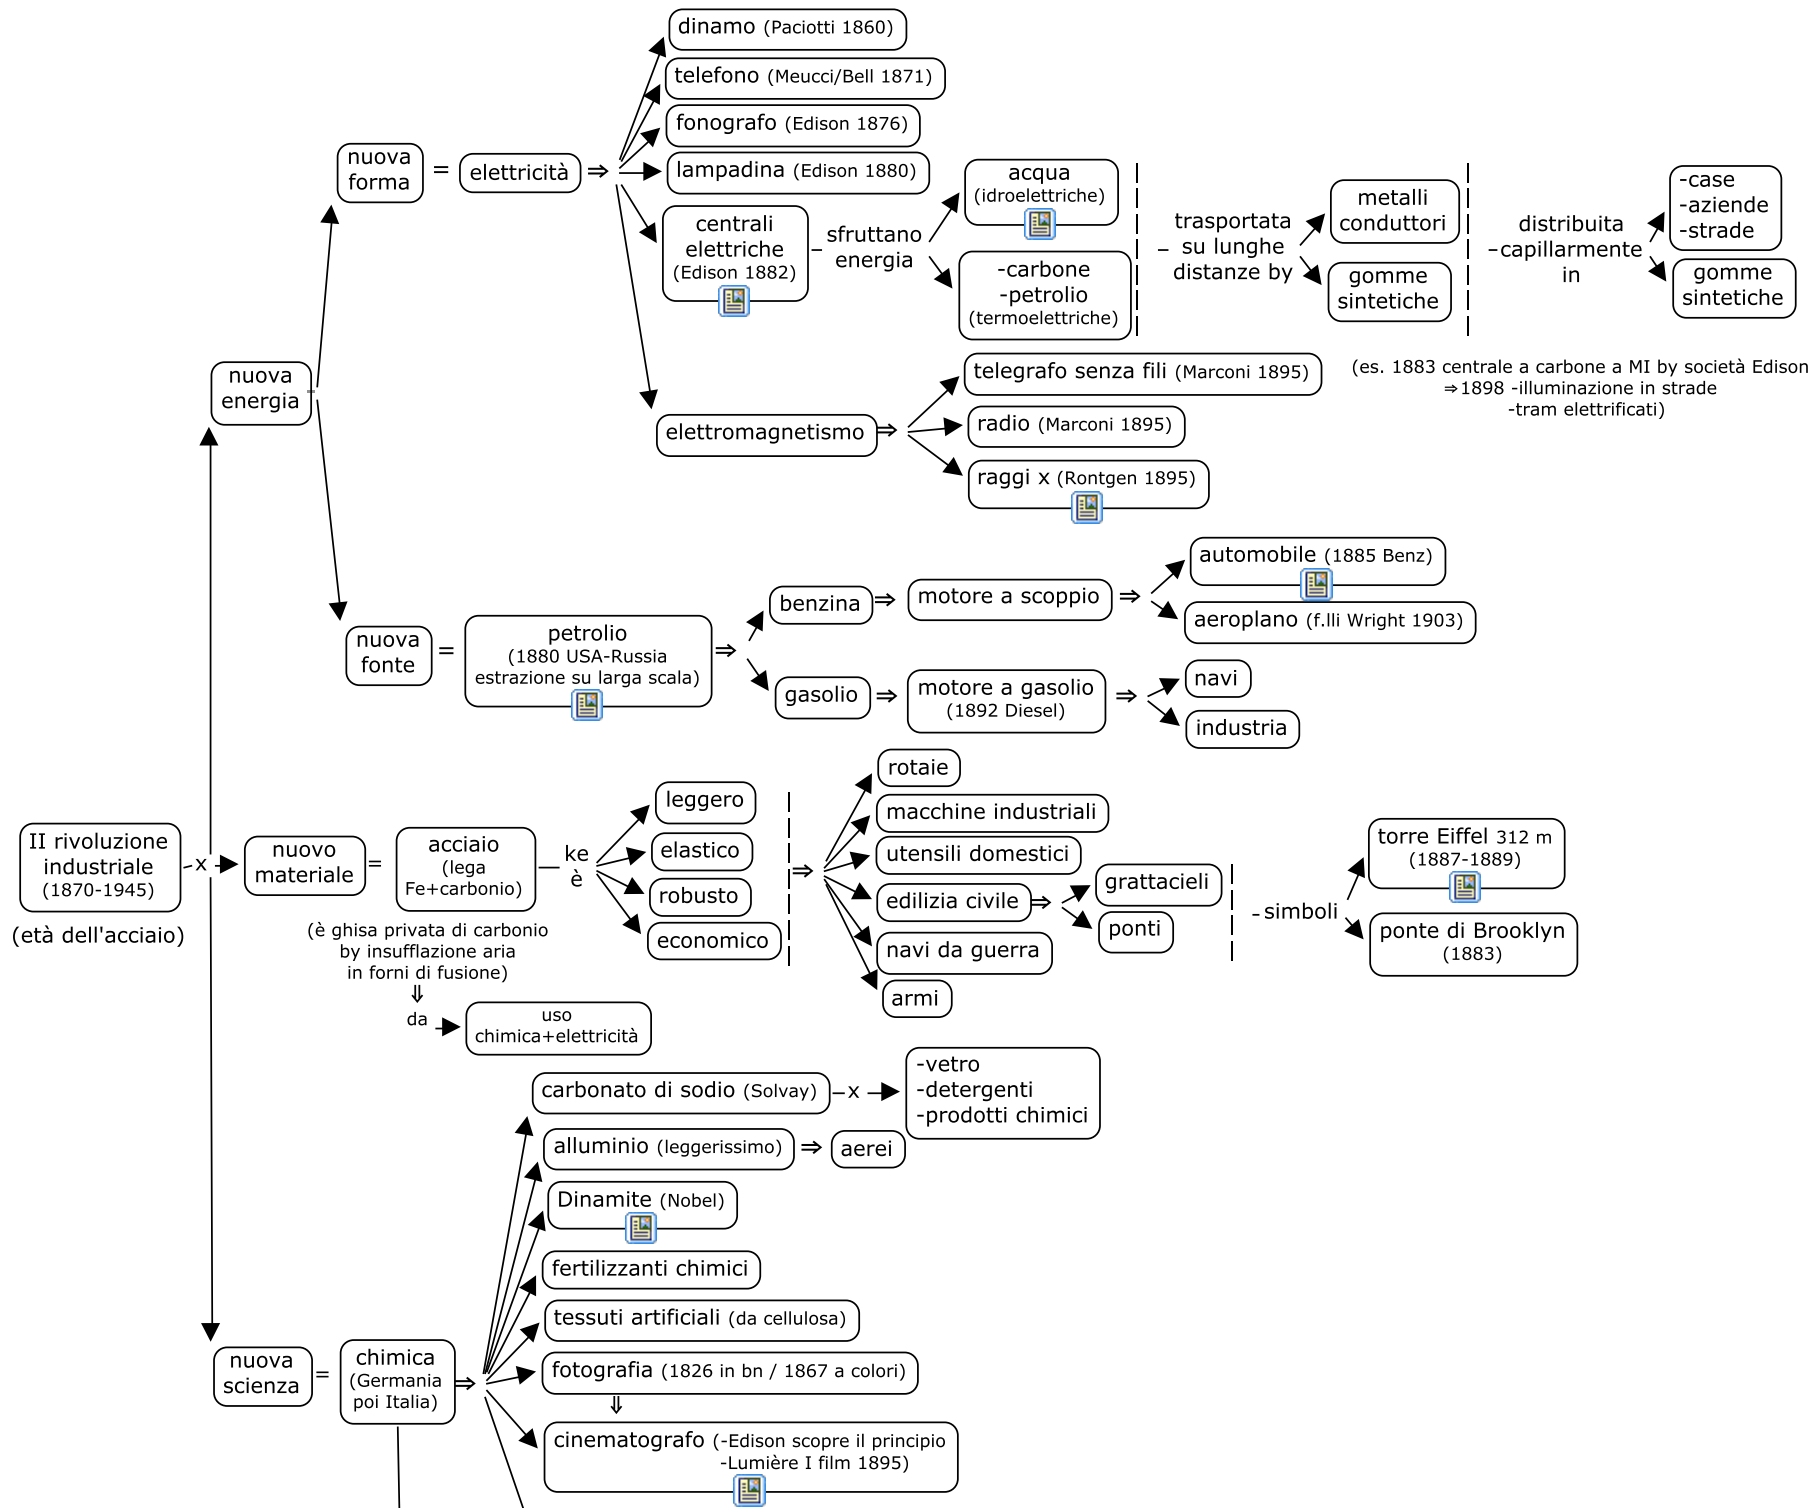 dinamo (Paciotti 1860)
telefono (Meucci/Bell 1871)
fonografo (Edison 1876)
nuova
forma
=
elettricità
⇒
lampadina (Edison 1880)
centrali
elettriche
(Edison 1882)
– sfruttano
energia
acqua
(idroelettriche)
-carbone
-petrolio
(termoelettriche)
– trasportata
su lunghe
distanze by
metalli
conduttori
gomme
sintetiche
distribuita
–capillarmente
in
-case
-aziende
-strade
gomme
sintetiche
(es. 1883 centrale a carbone a MI by società Edison
⇒1898 -illuminazione in strade
-tram elettrificati)
nuova
energia
elettromagnetismo
⇒
telegrafo senza fili (Marconi 1895)
radio (Marconi 1895)
raggi x (Rontgen 1895)
nuova
fonte
=
petrolio
(1880 USA-Russia
estrazione su larga scala)
⇒
benzina
⇒
motore a scoppio
⇒
automobile (1885 Benz)
aeroplano (f.lli Wright 1903)
gasolio
⇒
motore a gasolio
(1892 Diesel)
⇒
navi
industria
II rivoluzione
industriale
(1870-1945)
(età dell'acciaio)
x
nuovo
materiale
=
acciaio
(lega
Fe+carbonio)
(è ghisa privata di carbonio
by insufflazione aria
in forni di fusione)
⇓
da
uso
chimica+elettricità
ke
è
leggero
elastico
robusto
economico
⇒
rotaie
macchine industriali
utensili domestici
edilizia civile
⇒
grattacieli
ponti
navi da guerra
armi
–simboli
torre Eiffel 312 m
(1887-1889)
ponte di Brooklyn
(1883)
nuova
scienza
=
chimica
(Germania
poi Italia)
⇒
carbonato di sodio (Solvay)
x
-vetro
-detergenti
-prodotti chimici
alluminio (leggerissimo)
⇒
aerei
Dinamite (Nobel)
fertilizzanti chimici
tessuti artificiali (da cellulosa)
fotografia (1826 in bn / 1867 a colori)
⇓
cinematografo (-Edison scopre il principio
-Lumière I film 1895)